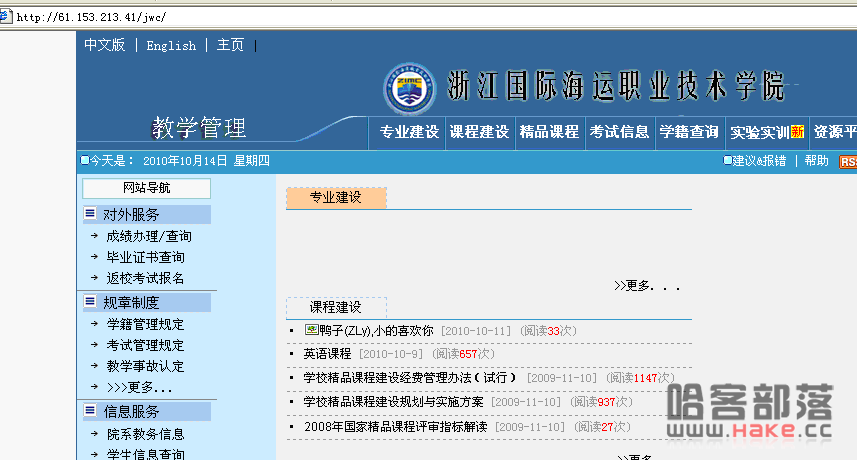 http://61.153.213.41/jwc/
中文版 | English | 主页 |
ZIMC
浙江国际海运职业技术学院
教学管理
专业建设 课程建设 精品课程 考试信息 学籍查询 实验实训新 资源平
今天是: 2010年10月14日 星期四
建议&报错 | 帮助 RSS
网站导航
对外服务
成绩办理/查询
毕业证书查询
返校考试报名
规章制度
学籍管理规定
考试管理规定
教学事故认定
>>>更多...
信息服务
院系教务信息
学生信息查询
专业建设
>>更多. . .
课程建设
鸭子(ZLy),小的喜欢你 [2010-10-11] (阅读33次)
英语课程 [2010-10-9] (阅读657次)
学校精品课程建设经费管理办法(试行) [2009-11-10] (阅读1147次)
学校精品课程建设规划与实施方案 [2009-11-10] (阅读937次)
2008年国家精品课程评审指标解读 [2009-11-10] (阅读27次)
>>更多
哈客部落
www.HAKE.cc